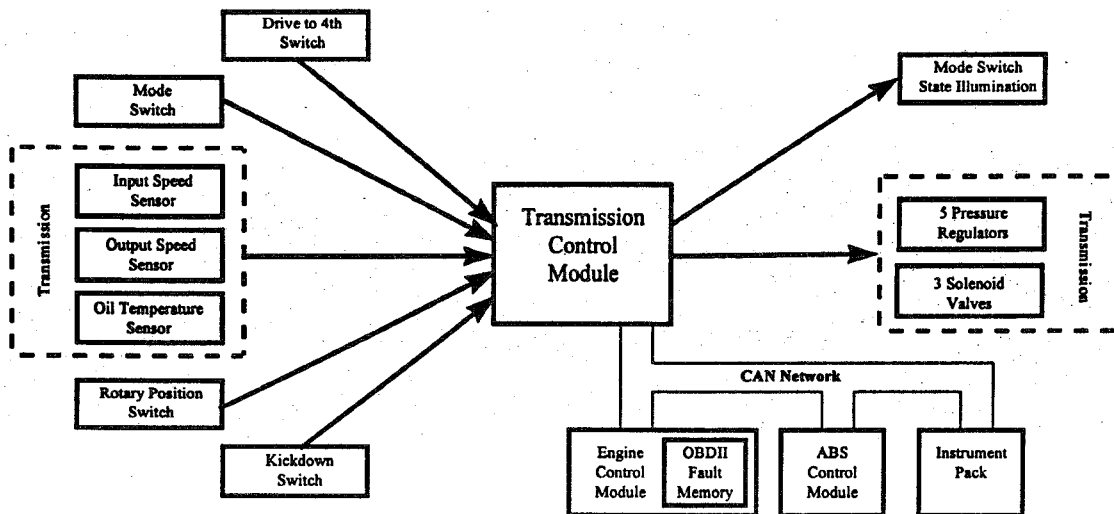 Drive to 4th
Switch
Mode
Switch
Transmission
Input Speed
Sensor
Output Speed
Sensor
Oil Temperature
Sensor
Rotary Position
Switch
Kickdown
Switch
Transmission
Control
Module
Mode Switch
State Illumination
5 Pressure
Regulators
3 Solenoid
Valves
Transmission
CAN Network
Engine
Control
Module
OBDII
Fault
Memory
ABS
Control
Module
Instrument
Pack